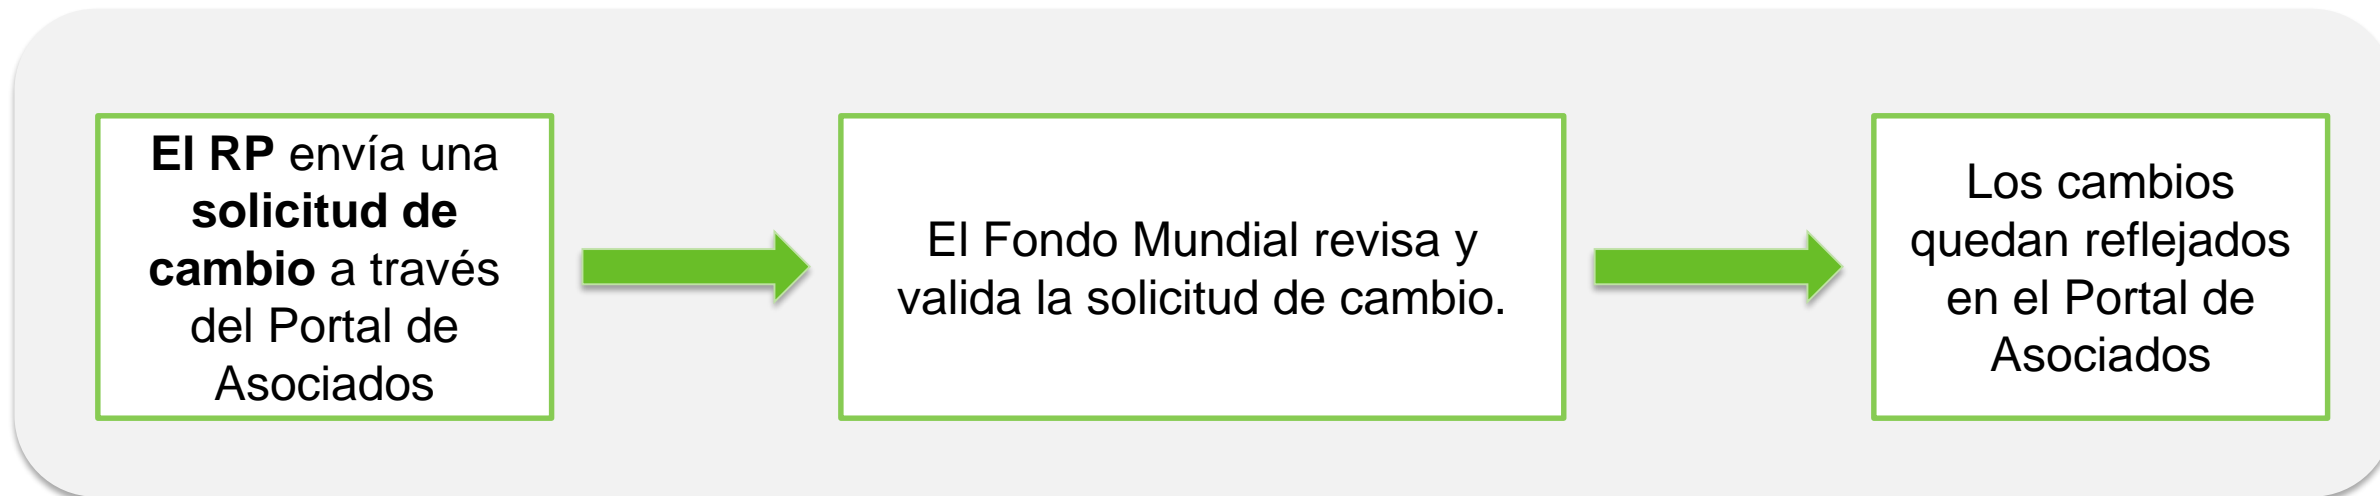 El RP envía una
solicitud de
cambio a través
del Portal de
Asociados
El Fondo Mundial revisa y
valida la solicitud de cambio.
Los cambios
quedan reflejados
en el Portal de
Asociados